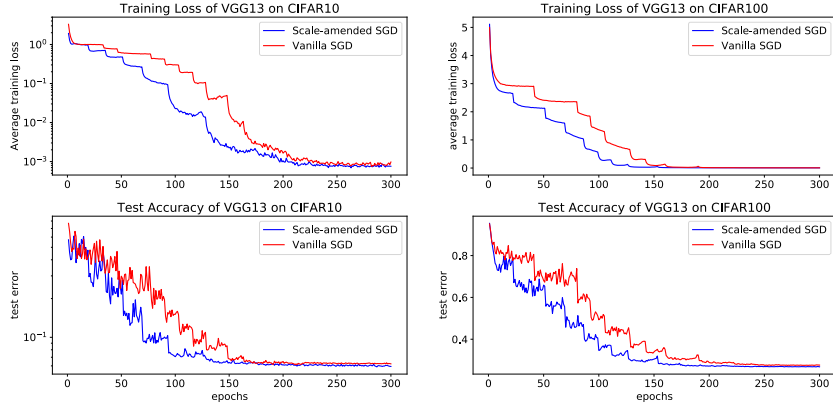 Training Loss of VGG13 on CIFAR10
Average training loss
10⁰
10⁻¹
10⁻²
10⁻³
Scale-amended SGD
Vanilla SGD
0 50 100 150 200 250 300
Training Loss of VGG13 on CIFAR100
average training loss
5
4
3
2
1
0
Scale-amended SGD
Vanilla SGD
0 50 100 150 200 250 300
Test Accuracy of VGG13 on CIFAR10
test error
10⁻¹
Scale-amended SGD
Vanilla SGD
0 50 100 150 200 250 300
epochs
Test Accuracy of VGG13 on CIFAR100
test error
0,8
0,6
0,4
Scale-amended SGD
Vanilla SGD
0 50 100 150 200 250 300
epochs